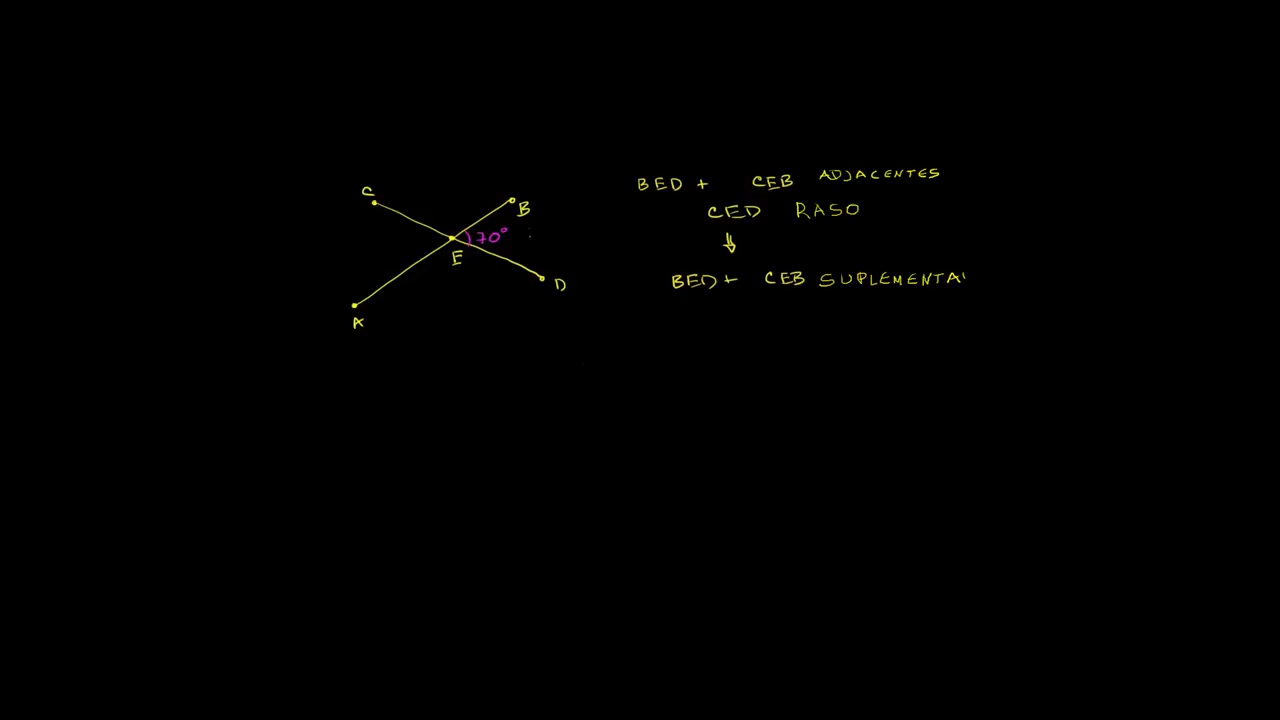 C
B
70°
E
D
A
BED + CEB ADJACENTES
CED RASO
⇓
BED + CEB SUPLEMENTA